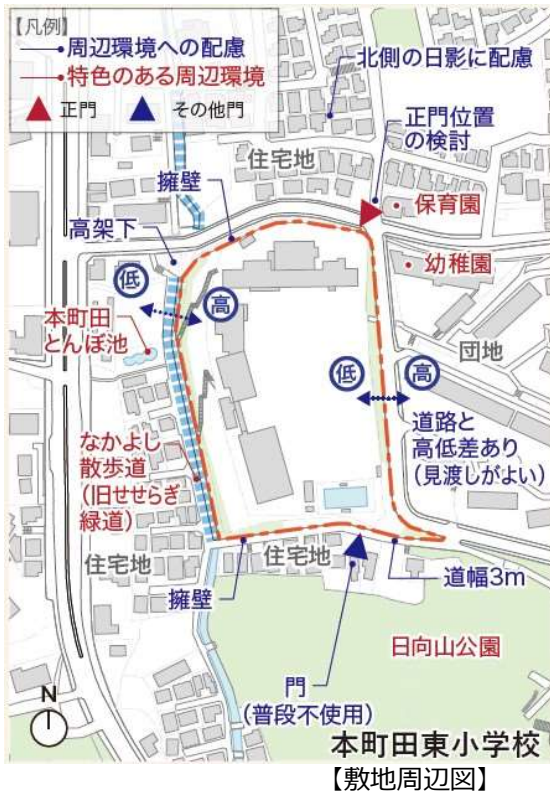 【凡例】
周辺環境への配慮
特色のある周辺環境
正門 その他門
北側の日影に配慮
正門位置
の検討
住宅地
擁壁
保育園
高架下
幼稚園
低
高
本町田
とんぼ池
団地
低
高
道路と
高低差あり
(見渡しがよい)
なかよし
散歩道
(旧せせらぎ
緑道)
住宅地
住宅地
擁壁
道幅3m
日向山公園
門
(普段不使用)
N
本町田東小学校
【敷地周辺図】